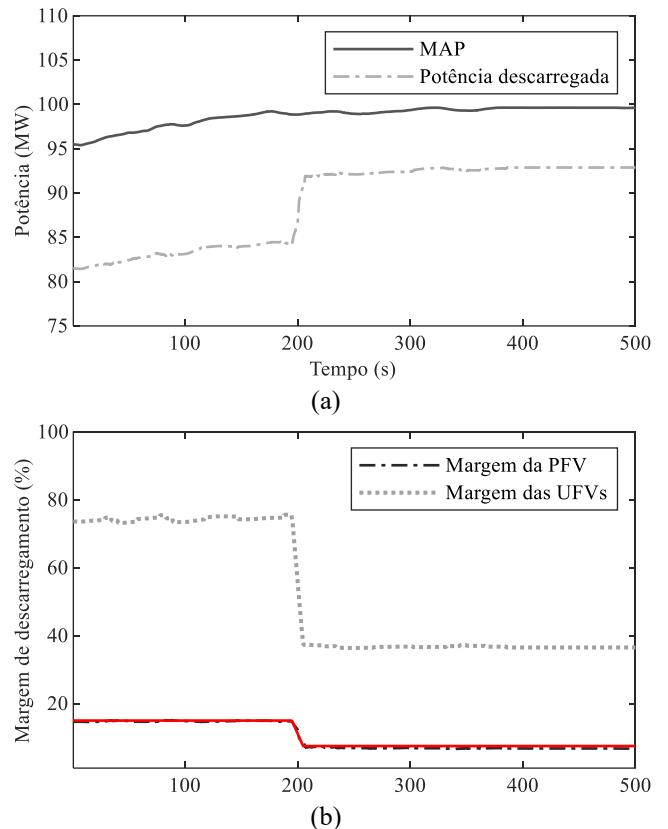 110
105
100
95
90
85
80
75
Potência (MW)
MAP
Potência descarregada
100
200
300
400
500
Tempo (s)
(a)
100
80
60
40
20
Margem de descarregamento (%)
Margem da PFV
Margem das UFVs
100
200
300
400
500
(b)